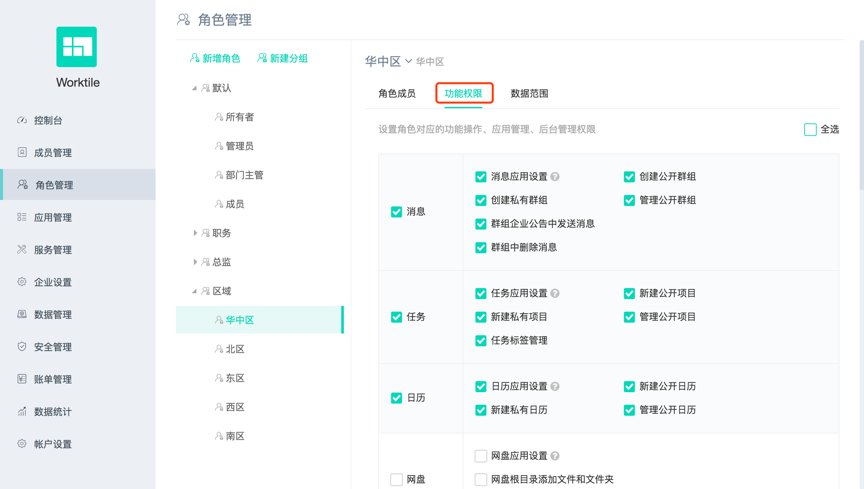 角色管理
Worktile
控制台
成员管理
角色管理
应用管理
服务管理
企业设置
数据管理
安全管理
账单管理
数据统计
帐户设置
新增角色 新建分组
默认
所有者
管理员
部门主管
成员
职务
总监
区域
华中区
北区
东区
西区
南区
华中区 华中区
角色成员 功能权限 数据范围
设置角色对应的功能操作、应用管理、后台管理权限 全选
消息
消息应用设置 ? 创建公开群组
创建私有群组 管理公开群组
群组企业公告中发送消息
群组中删除消息
任务
任务应用设置 ? 新建公开项目
新建私有项目 管理公开项目
任务标签管理
日历
日历应用设置 ? 新建公开日历
新建私有日历 管理公开日历
网盘
网盘应用设置 ?
网盘根目录添加文件和文件夹